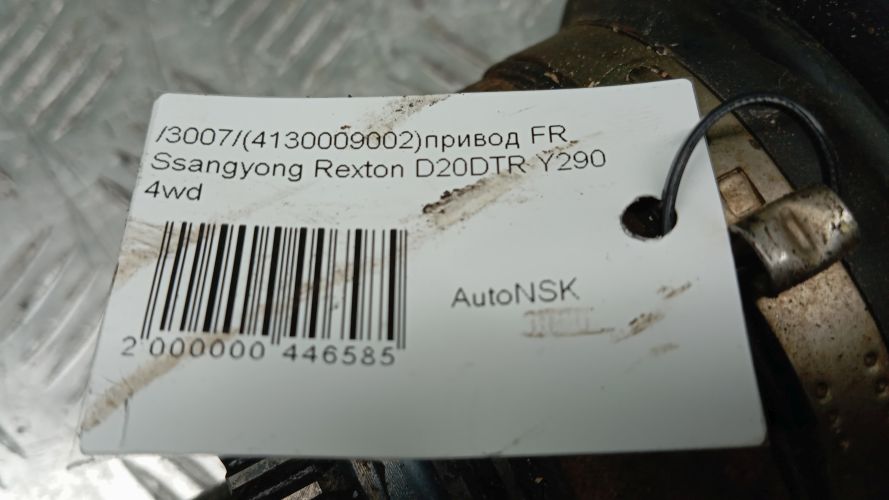 /3007/(4130009002)привод FR
Ssangyong Rexton D20DTR Y290
4wd
AutoNSK
2 000000 446585